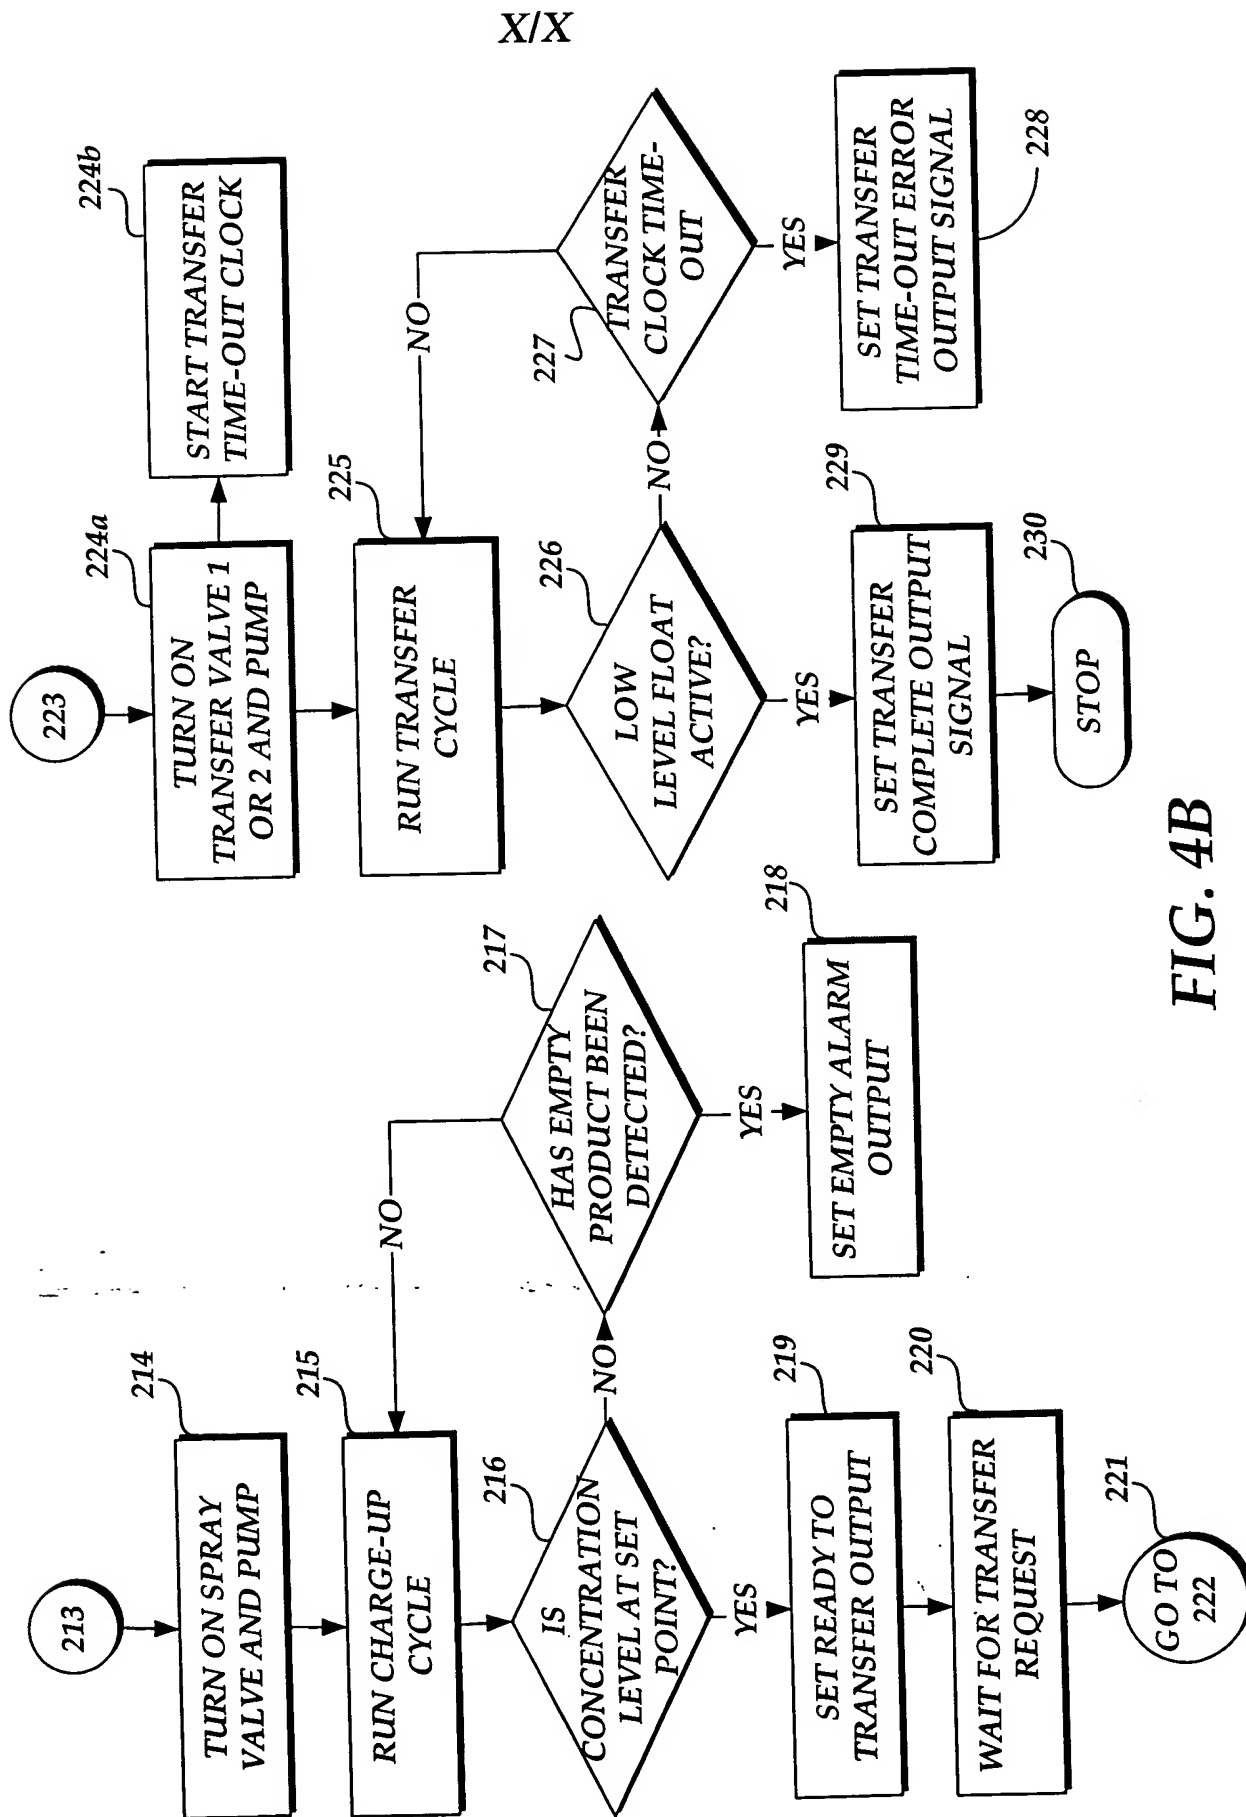 X/X
213
214
TURN ON SPRAY
VALVE AND PUMP
215
RUN CHARGE-UP
CYCLE
NO
216
IS
CONCENTRATION
LEVEL AT SET
POINT?
NO
217
HAS EMPTY
PRODUCT BEEN
DETECTED?
YES
YES
218
SET EMPTY ALARM
OUTPUT
219
SET READY TO
TRANSFER OUTPUT
220
WAIT FOR TRANSFER
REQUEST
221
GO TO
222
223
224a
TURN ON
TRANSFER VALVE 1
OR 2 AND PUMP
224b
START TRANSFER
TIME-OUT CLOCK
225
RUN TRANSFER
CYCLE
NO
226
LOW
LEVEL FLOAT
ACTIVE?
NO
227
TRANSFER
CLOCK TIME-
OUT
YES
YES
228
SET TRANSFER
TIME-OUT ERROR
OUTPUT SIGNAL
229
SET TRANSFER
COMPLETE OUTPUT
SIGNAL
230
STOP
FIG. 4B